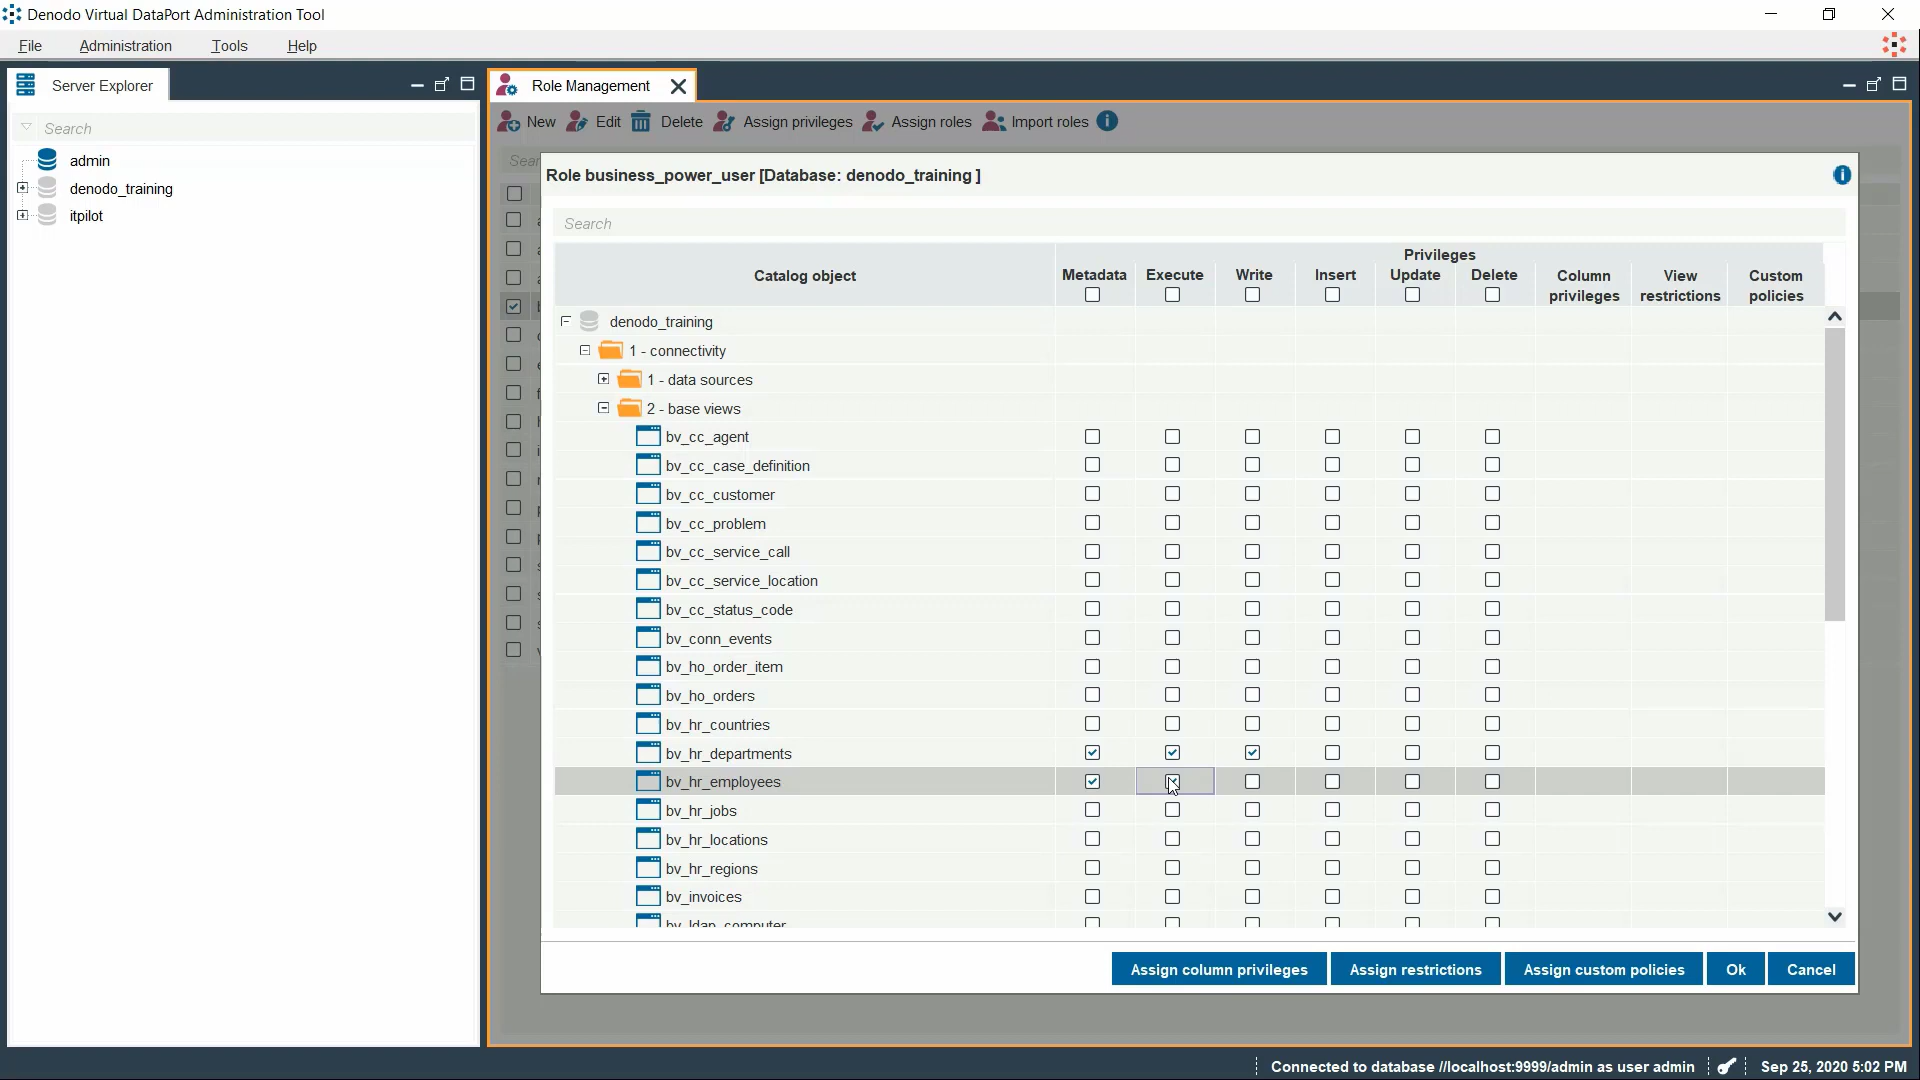 Denodo Virtual DataPort Administration Tool
File Administration Tools Help
Server Explorer
Role Management
Search
admin
denodo_training
itpilot
New Edit Delete Assign privileges Assign roles Import roles
Role business_power_user [Database: denodo_training ]
Search
Privileges
Catalog object Metadata Execute Write Insert Update Delete Column privileges View restrictions Custom policies
denodo_training
1 - connectivity
1 - data sources
2 - base views
bv_cc_agent
bv_cc_case_definition
bv_cc_customer
bv_cc_problem
bv_cc_service_call
bv_cc_service_location
bv_cc_status_code
bv_conn_events
bv_ho_order_item
bv_ho_orders
bv_hr_countries
bv_hr_departments
bv_hr_employees
bv_hr_jobs
bv_hr_locations
bv_hr_regions
bv_invoices
bv_ldap_computer
Assign column privileges Assign restrictions Assign custom policies Ok Cancel
Connected to database //localhost:9999/admin as user admin Sep 25, 2020 5:02 PM